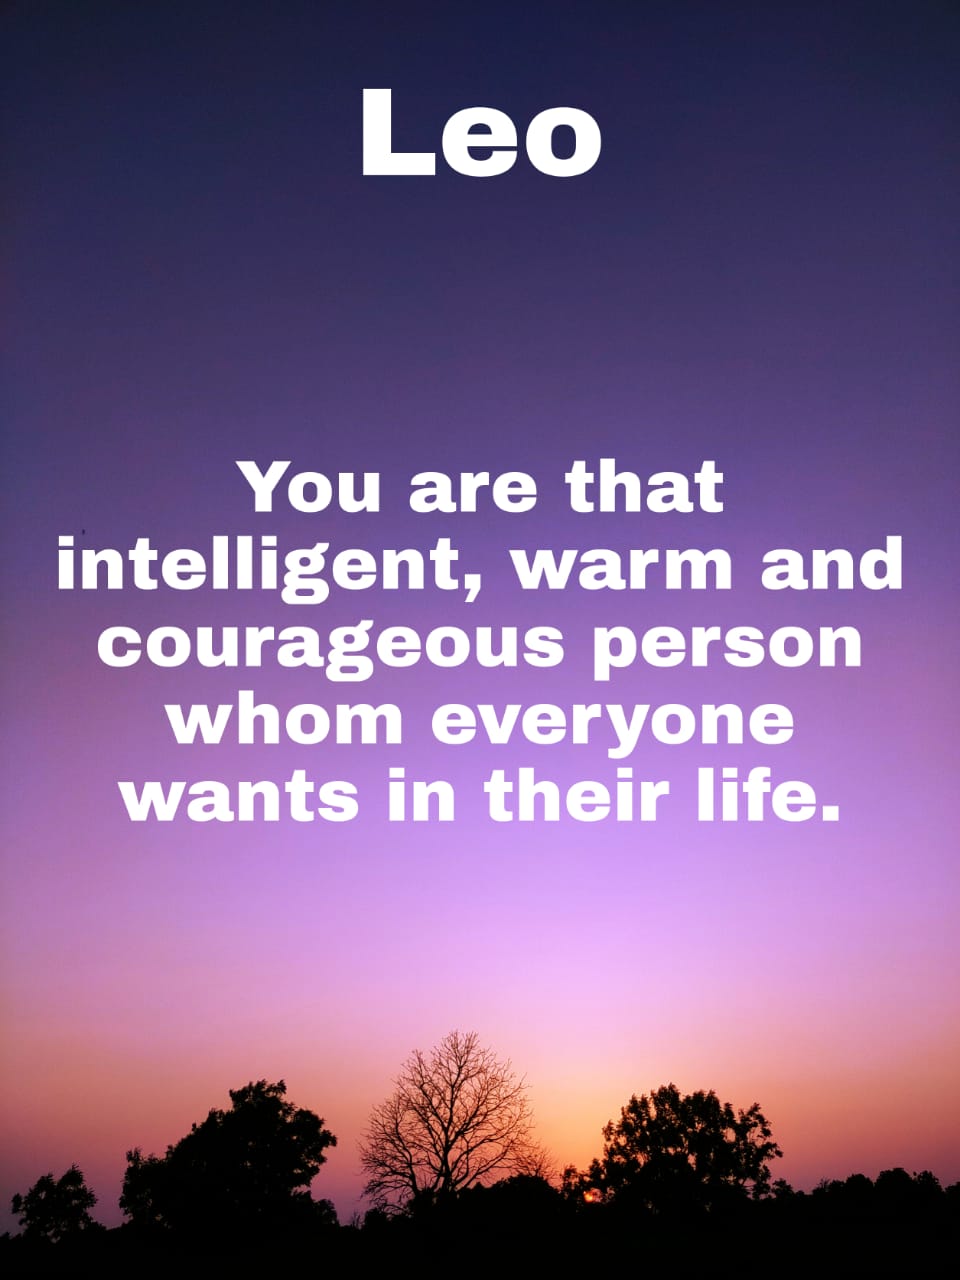 Leo
You are that
intelligent, warm and
courageous person
whom everyone
wants in their life.